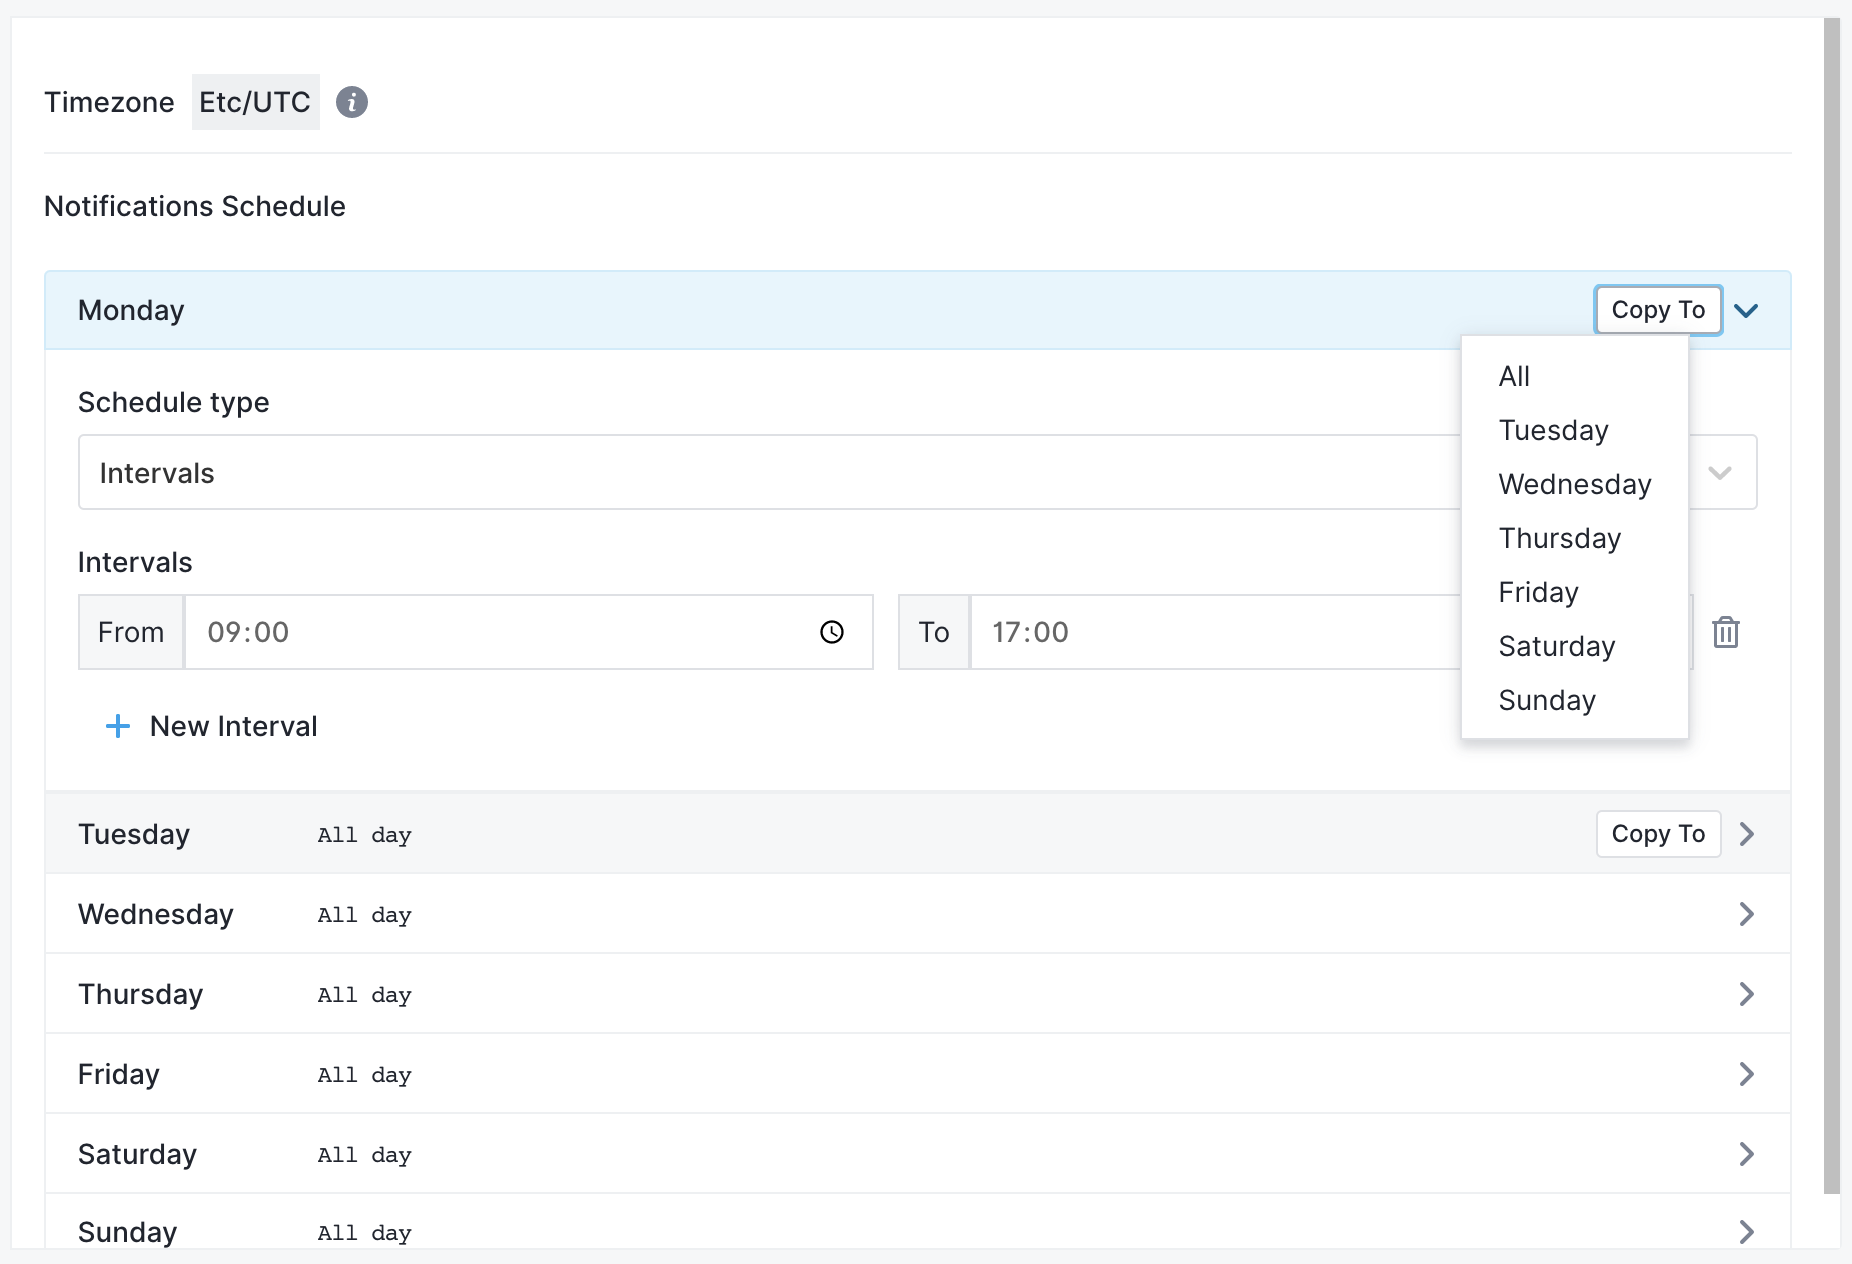 Timezone Etc/UTC i
Notifications Schedule
Monday Copy To
All
Schedule type
Tuesday
Intervals
Wednesday
Thursday
Intervals
Friday
From 09:00 To 17:00
Saturday
Sunday
New Interval
Tuesday All day Copy To
Wednesday All day
Thursday All day
Friday All day
Saturday All day
Sunday All day